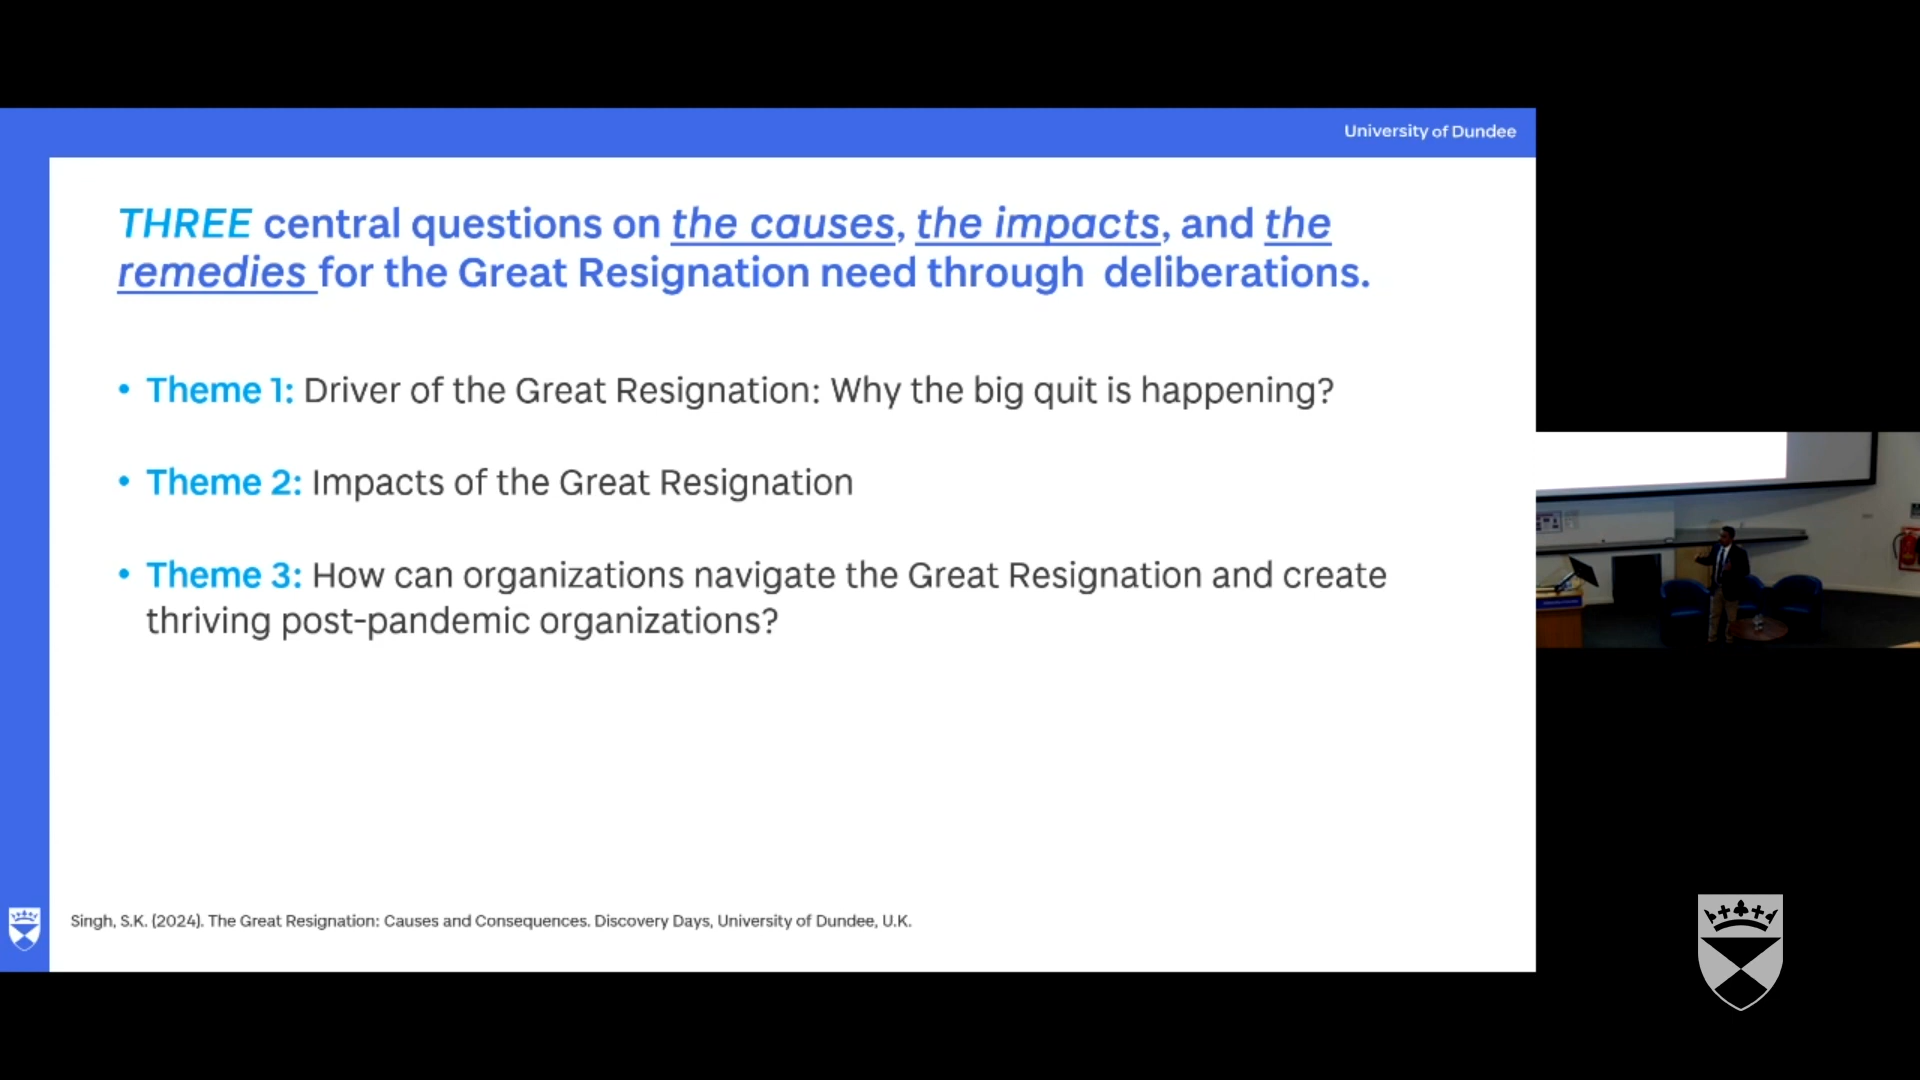 University of Dundee
THREE central questions on the causes, the impacts, and the
remedies for the Great Resignation need through deliberations.
• Theme 1: Driver of the Great Resignation: Why the big quit is happening?
• Theme 2: Impacts of the Great Resignation
• Theme 3: How can organizations navigate the Great Resignation and create
thriving post-pandemic organizations?
Singh, S.K. (2024). The Great Resignation: Causes and Consequences. Discovery Days, University of Dundee, U.K.